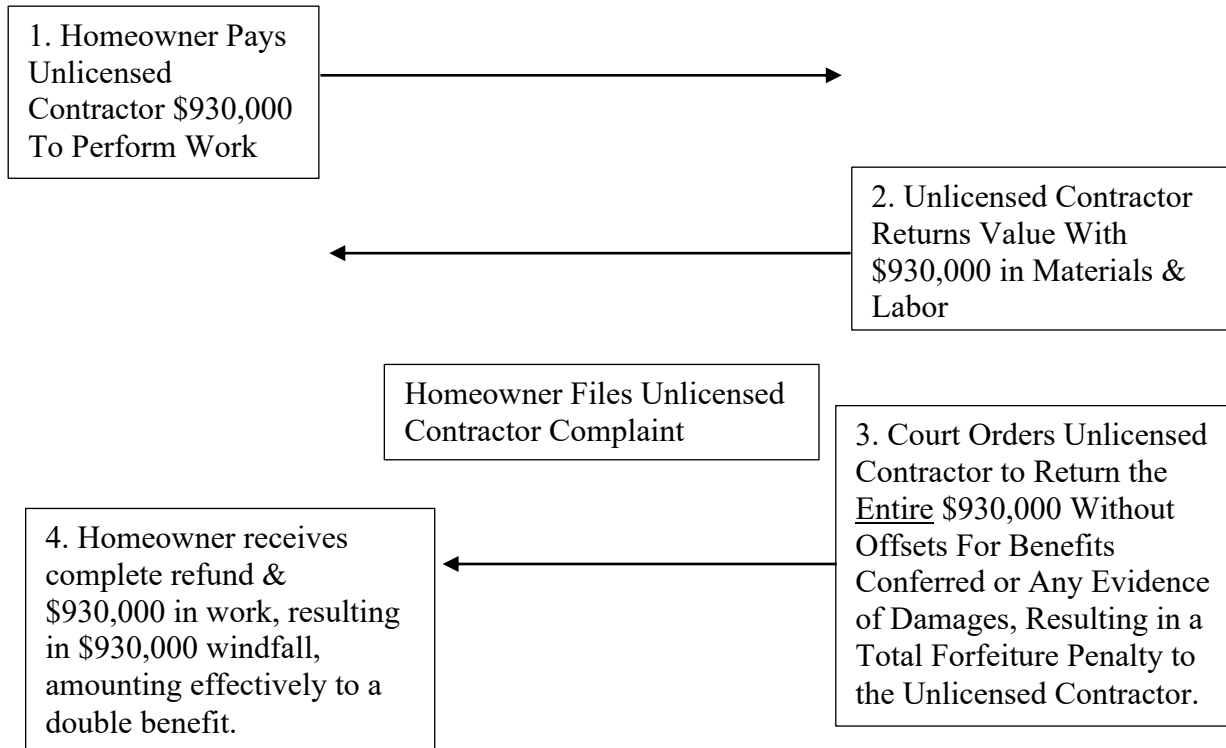 1. Homeowner Pays
Unlicensed
Contractor $930,000
To Perform Work
2. Unlicensed Contractor
Returns Value With
$930,000 in Materials &
Labor
Homeowner Files Unlicensed
Contractor Complaint
3. Court Orders Unlicensed
Contractor to Return the
Entire $930,000 Without
Offsets For Benefits
Conferred or Any Evidence
of Damages, Resulting in a
Total Forfeiture Penalty to
the Unlicensed Contractor.
4. Homeowner receives
complete refund &
$930,000 in work, resulting
in $930,000 windfall,
amounting effectively to a
double benefit.